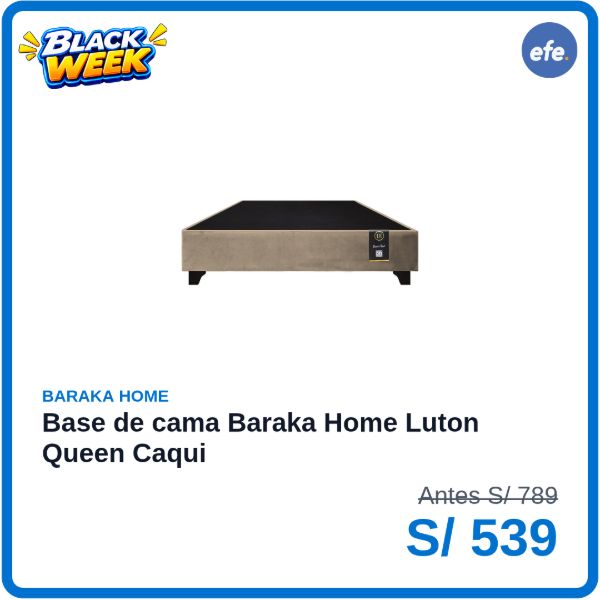 BLACK
WEEK
efe.
BARAKA HOME
Base de cama Baraka Home Luton
Queen Caqui
Antes S/ 789
S/ 539